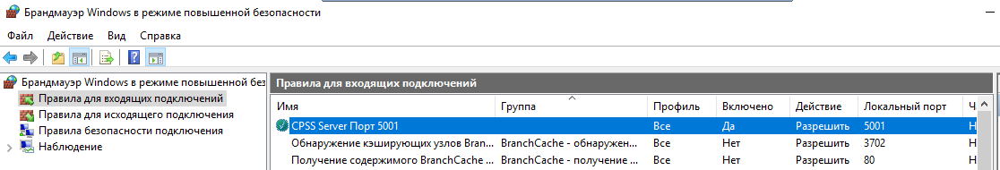 Брандмауэр Windows в режиме повышенной безопасности
Файл Действие Вид Справка
Брандмауэр Windows в режиме повышенной без
Правила для входящих подключений
Правила для исходящего подключения
Правила безопасности подключения
Наблюдение
Правила для входящих подключений
Имя Группа Профиль Включено Действие Локальный порт
CPSS Server Порт 5001 Все Да Разрешить 5001
Обнаружение кэширующих узлов Bran... BranchCache - обнаружен... Все Нет Разрешить 3702
Получение содержимого BranchCache ... BranchCache - получение ... Все Нет Разрешить 80